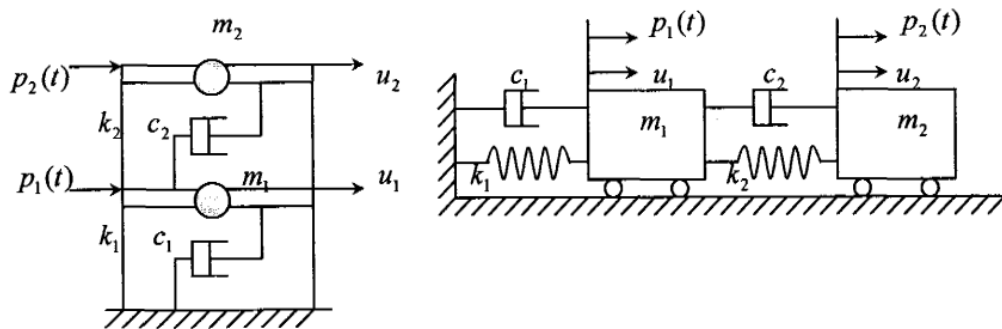 m₂
p₂(t)
u₂
k₂
c₂
p₁(t)
m₁
u₁
k₁
c₁
p₁(t)
p₂(t)
c₁
u₁
c₂
u₂
m₁
m₂
k₁
k₂